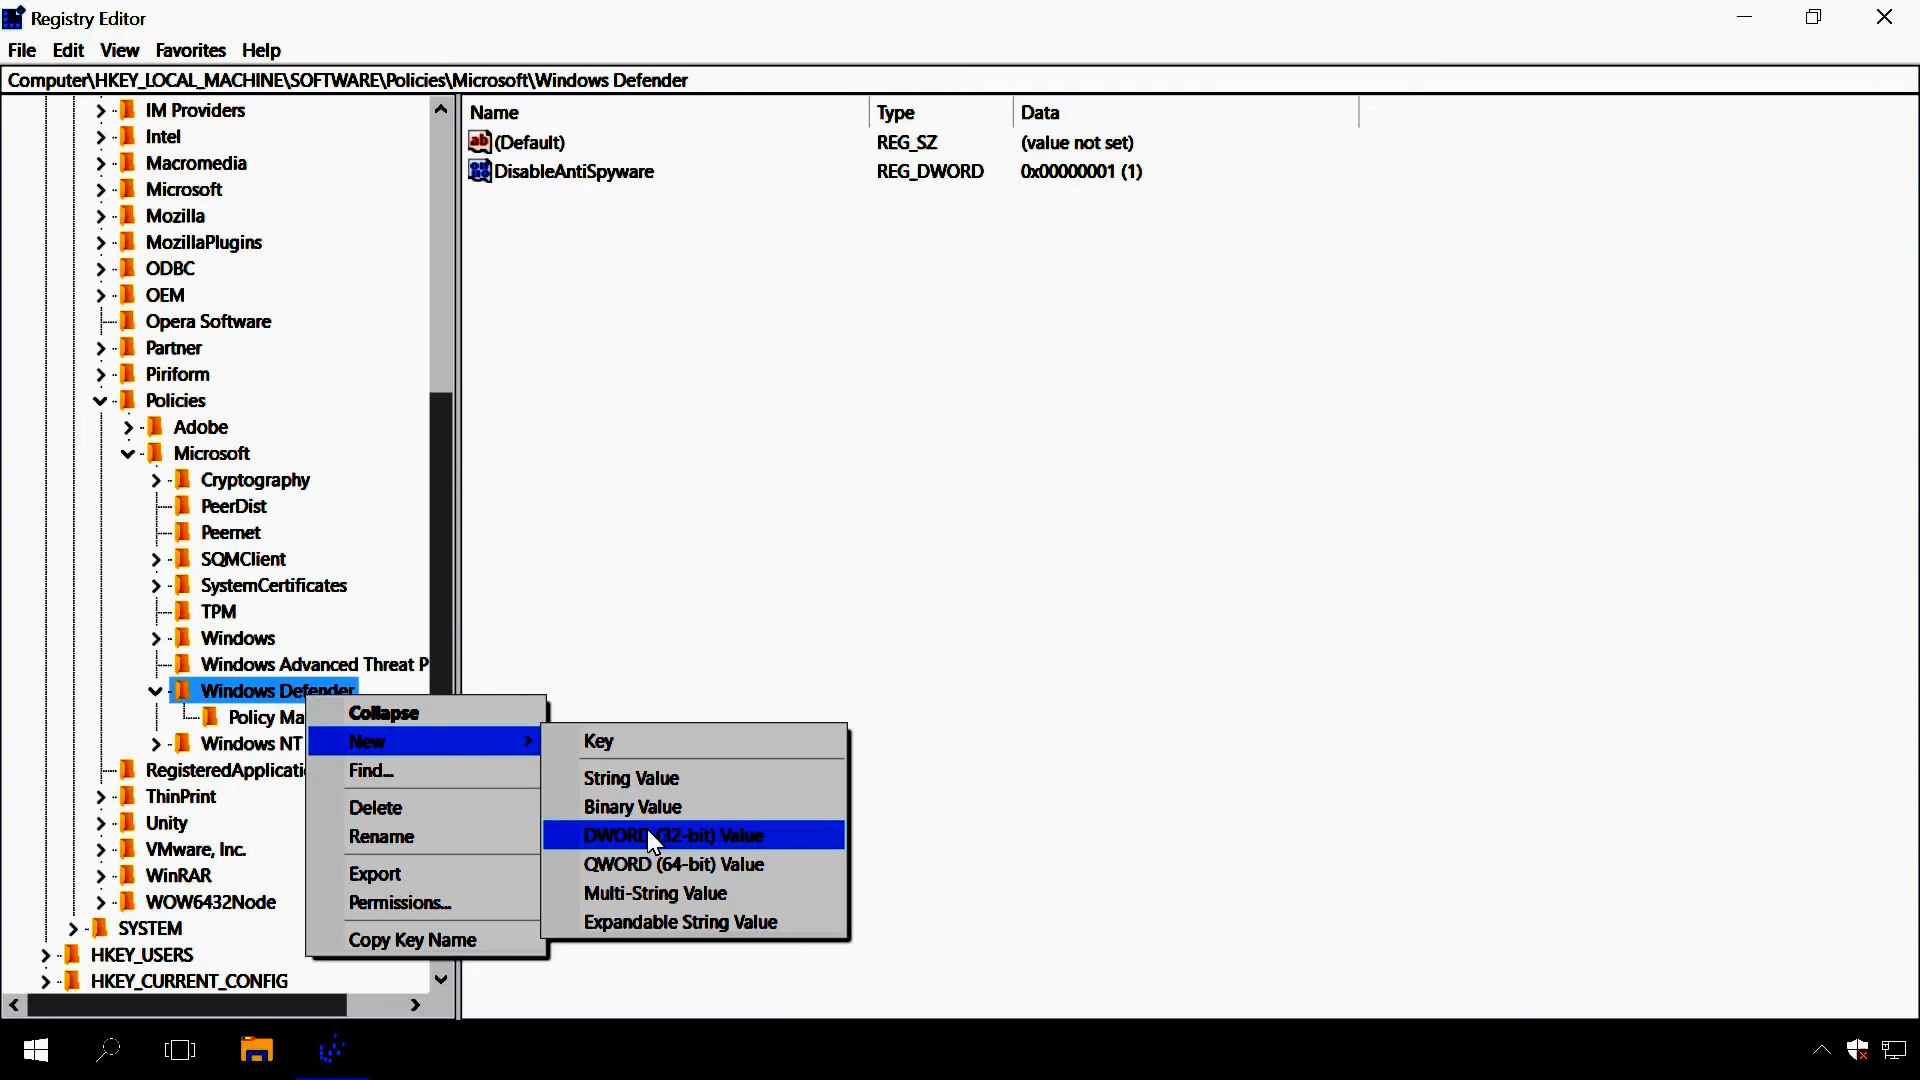 Registry Editor
File Edit View Favorites Help
Computer\HKEY_LOCAL_MACHINE\SOFTWARE\Policies\Microsoft\Windows Defender
IM Providers
Intel
Macromedia
Microsoft
Mozilla
MozillaPlugins
ODBC
OEM
Opera Software
Partner
Piriform
Policies
Adobe
Microsoft
Cryptography
PeerDist
Peernet
SQMClient
SystemCertificates
TPM
Windows
Windows Advanced Threat P
Windows Defender
Policy Ma
Windows NT
RegisteredApplicati
ThinPrint
Unity
VMware, Inc.
WinRAR
WOW6432Node
SYSTEM
HKEY_USERS
HKEY_CURRENT_CONFIG
Name Type Data
(Default) REG_SZ (value not set)
DisableAntiSpyware REG_DWORD 0x00000001 (1)
Collapse
New
Find...
Delete
Rename
Export
Permissions...
Copy Key Name
Key
String Value
Binary Value
DWORD (32-bit) Value
QWORD (64-bit) Value
Multi-String Value
Expandable String Value